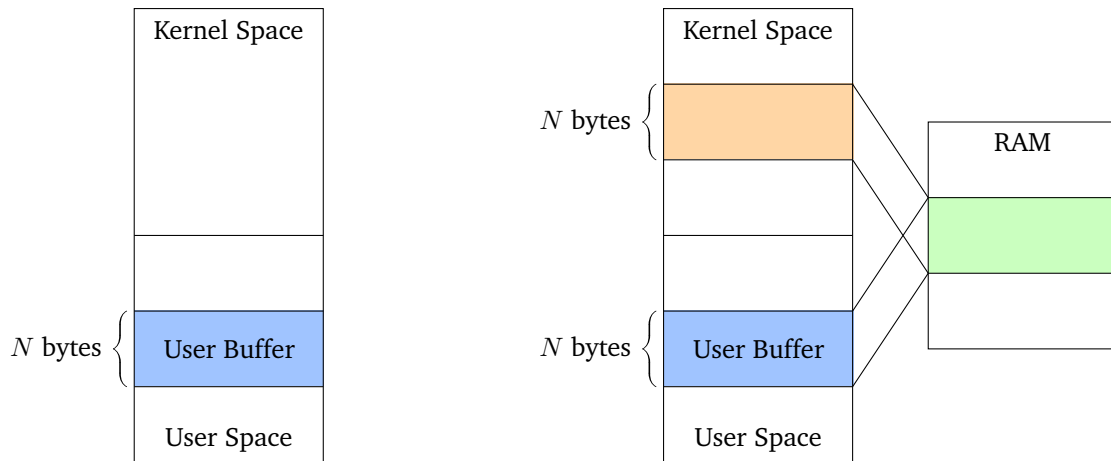 Kernel Space
N bytes
User Buffer
User Space
Kernel Space
N bytes
N bytes
User Buffer
User Space
RAM